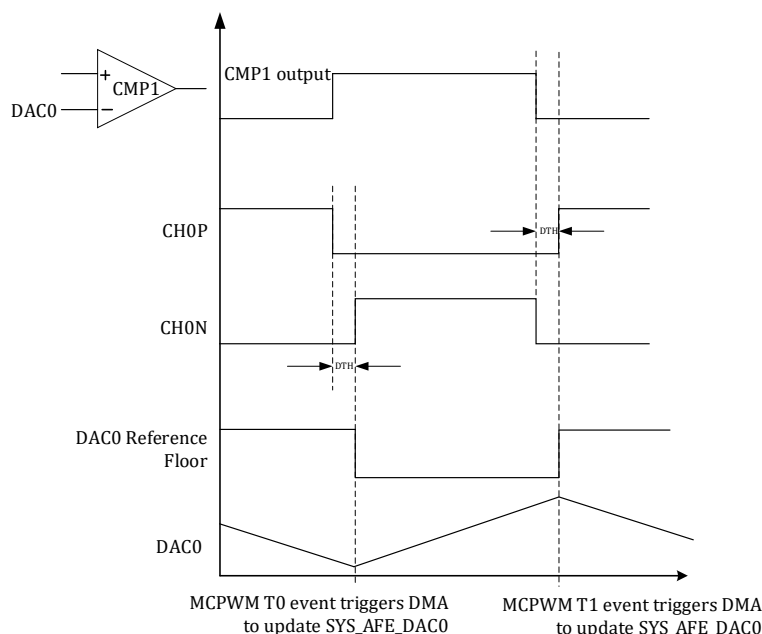 CMP1 output
+
CMP1
DAC0
−
CH0P
DTH
CH0N
DTH
DAC0 Reference
Floor
DAC0
MCPWM T0 event triggers DMA
to update SYS_AFE_DAC0
MCPWM T1 event triggers DMA
to update SYS_AFE_DAC0